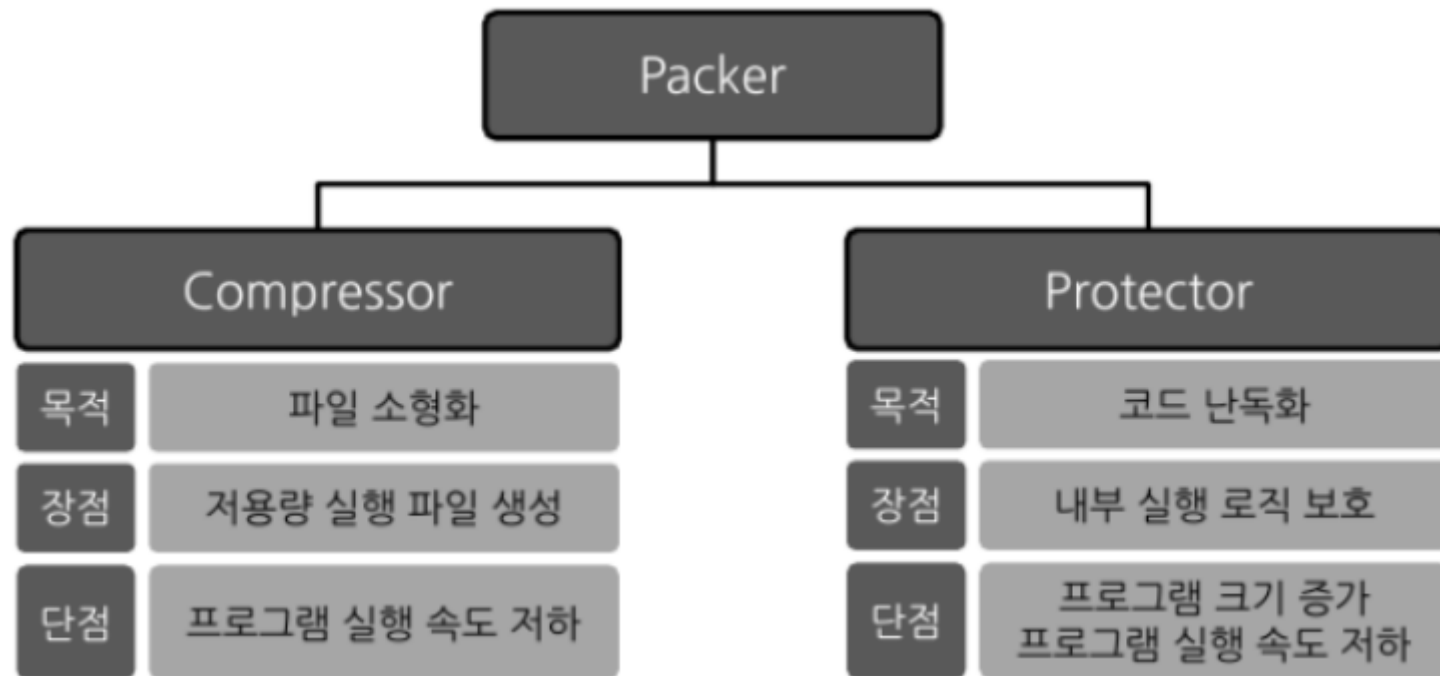 Packer
Compressor
목적 파일 소형화
장점 저용량 실행 파일 생성
단점 프로그램 실행 속도 저하
Protector
목적 코드 난독화
장점 내부 실행 로직 보호
단점 프로그램 크기 증가
프로그램 실행 속도 저하